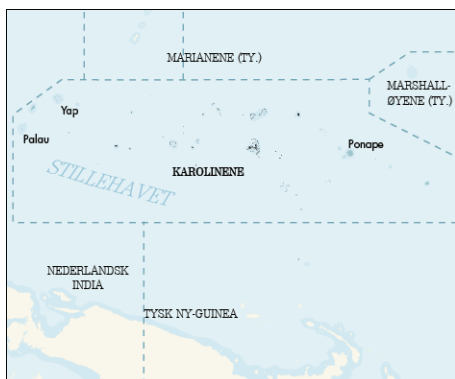 MARIANENE (TY.)
MARSHALL-
ØYENE (TY.)
Yap
Palau
Ponape
KAROLINENE
STILLEHAVET
NEDERLANDSK
INDIA
TYSK NY-GUINEA